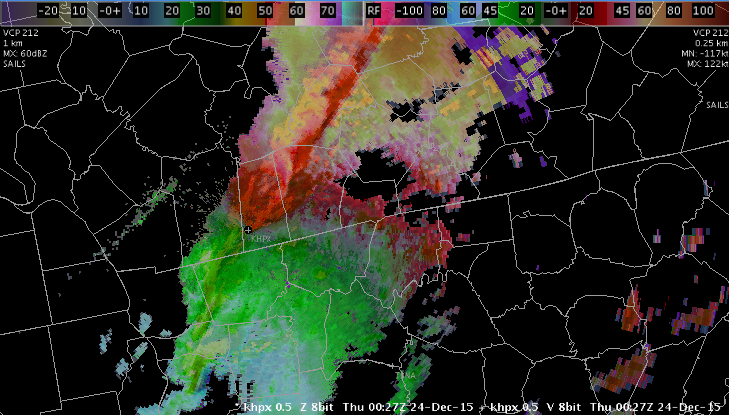 -20 -0+ 10 20 30 40 50 60 70 RF -100 80 60 45 20 -0+ 20 45 60 80 100
VCP 212
1 km
MX: 60dBZ
SAILS
VCP 212
0.25 km
MN: -117kt
MX: 122kt
SAILS
KHPX
khpx 0.5 Z 8bit Thu 00:27Z 24-Dec-15 + khpx 0.5 V 8bit Thu 00:27Z 24-Dec-15